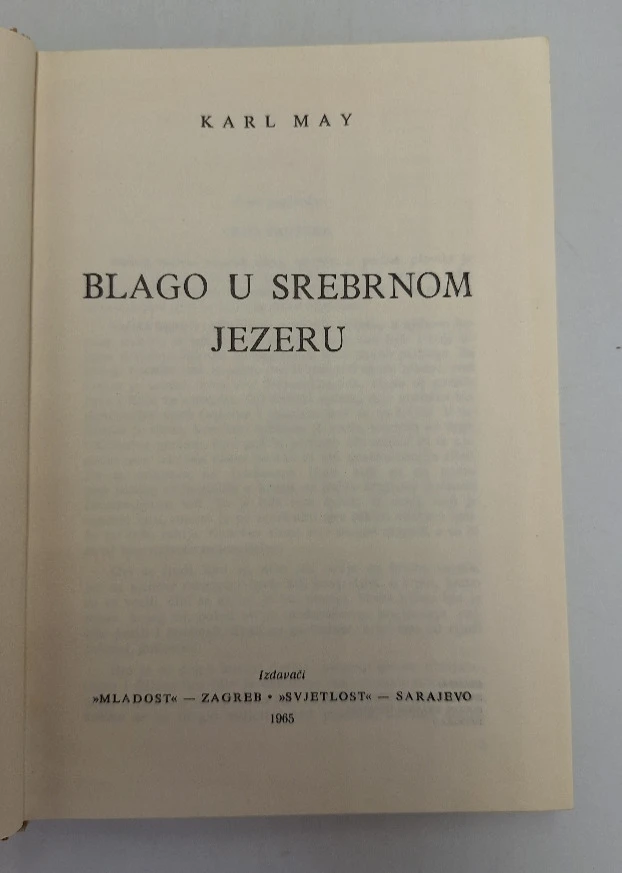 KARL MAY
BLAGO U SREBRNOM
JEZERU
Izdavači
»MLADOST« — ZAGREB • »SVJETLOST« — SARAJEVO
1965